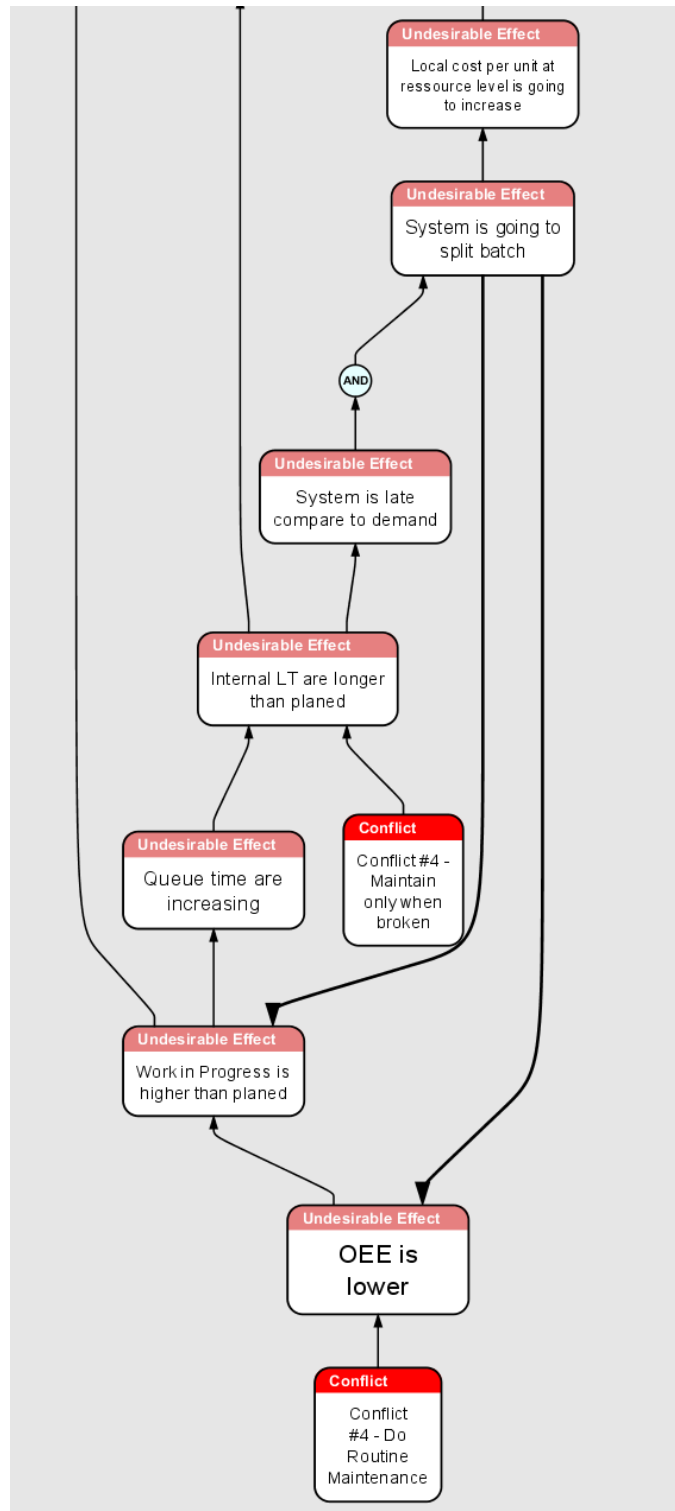 Undesirable Effect
Local cost per unit at
ressource level is going
to increase
Undesirable Effect
System is going to
split batch
AND
Undesirable Effect
System is late
compare to demand
Undesirable Effect
Internal LT are longer
than planed
Undesirable Effect
Queue time are
increasing
Conflict
Conflict #4 -
Maintain
only when
broken
Undesirable Effect
Work in Progress is
higher than planed
Undesirable Effect
OEE is
lower
Conflict
Conflict
#4 - Do
Routine
Maintenance